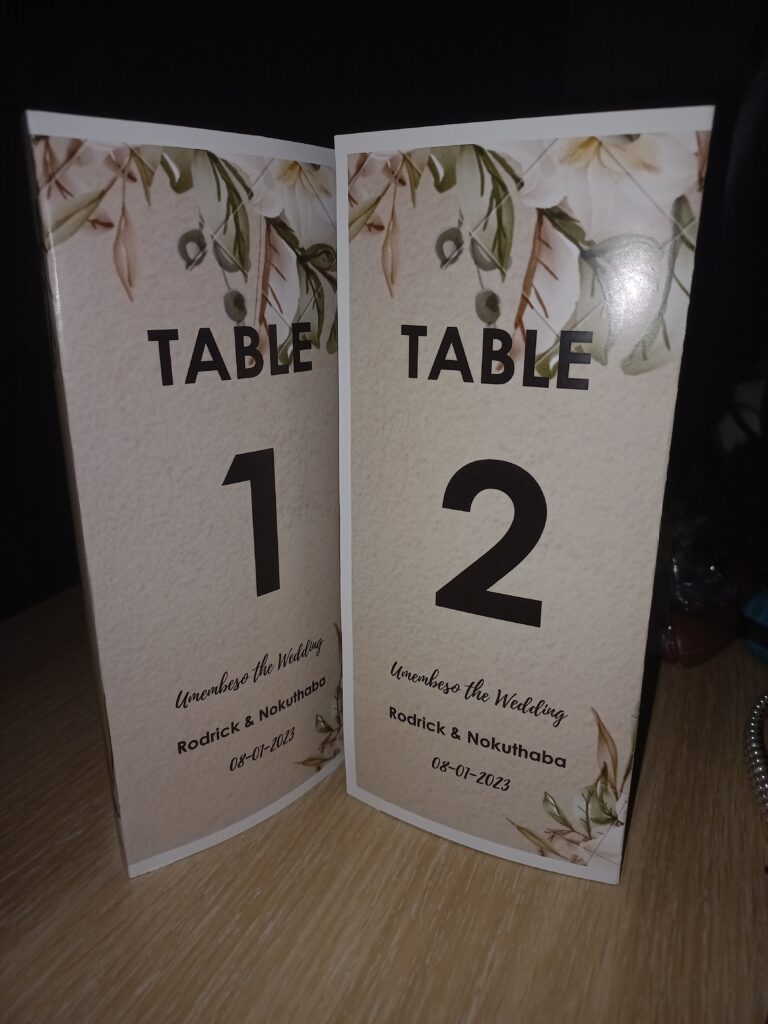 TABLE
1
Umembeso the Wedding
Rodrick & Nokuthaba
08-01-2023
TABLE
2
Umembeso the Wedding
Rodrick & Nokuthaba
08-01-2023